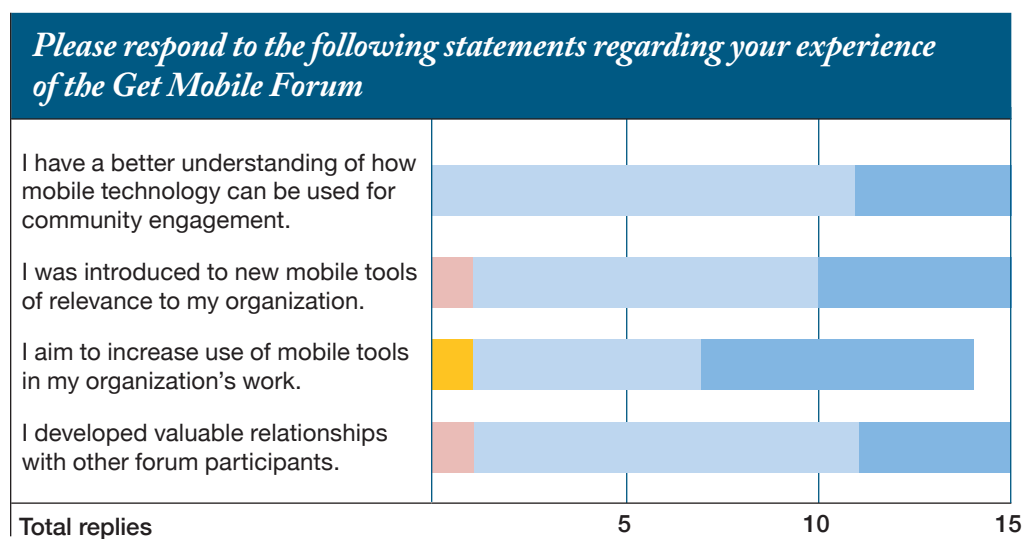 Please respond to the following statements regarding your experience
of the Get Mobile Forum
I have a better understanding of how
mobile technology can be used for
community engagement.
I was introduced to new mobile tools
of relevance to my organization.
I aim to increase use of mobile tools
in my organization’s work.
I developed valuable relationships
with other forum participants.
Total replies 5 10 15